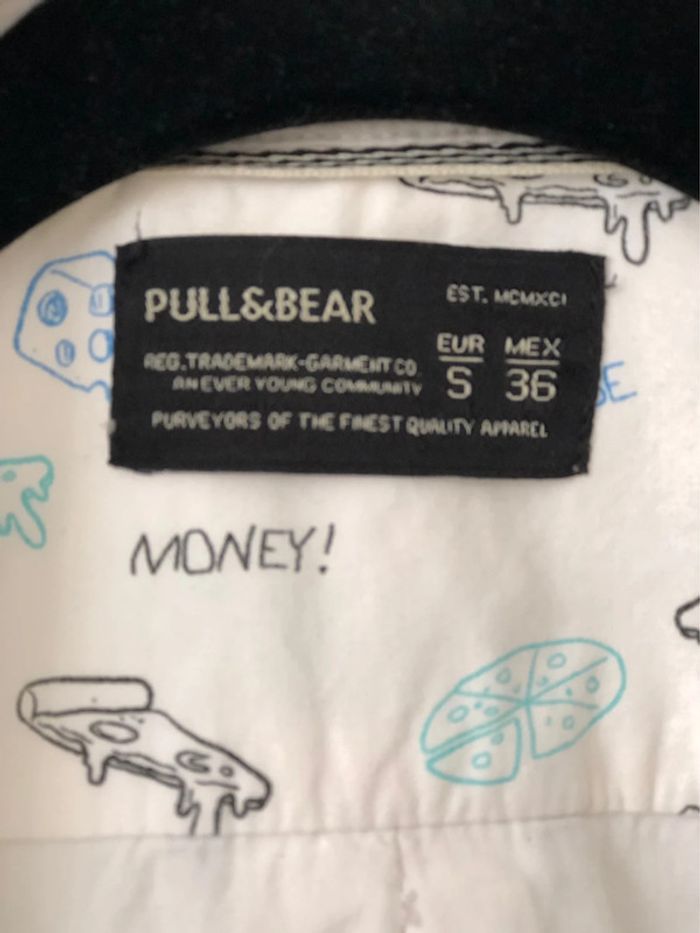 PULL&BEAR
EST. MCMXCI
REG.TRADEMARK-GARMENT CO.
AN EVER YOUNG COMMUNITY
EUR MEX
S 36
PURVEYORS OF THE FINEST QUALITY APPAREL
MONEY!